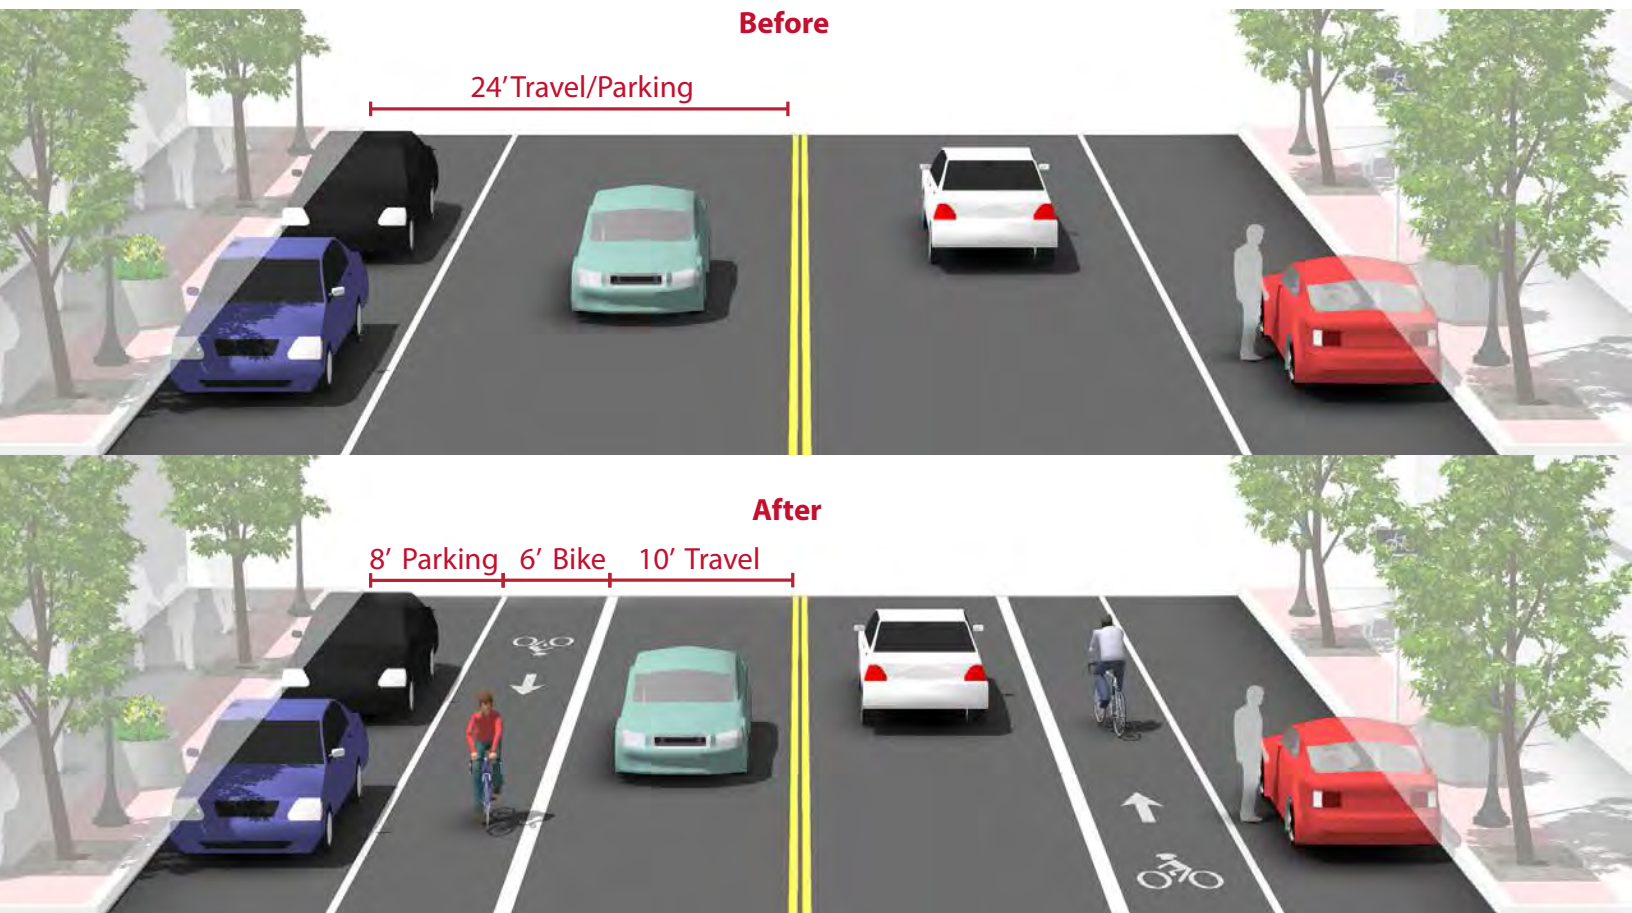 Before
24' Travel/Parking
After
8’ Parking 6’ Bike 10’ Travel